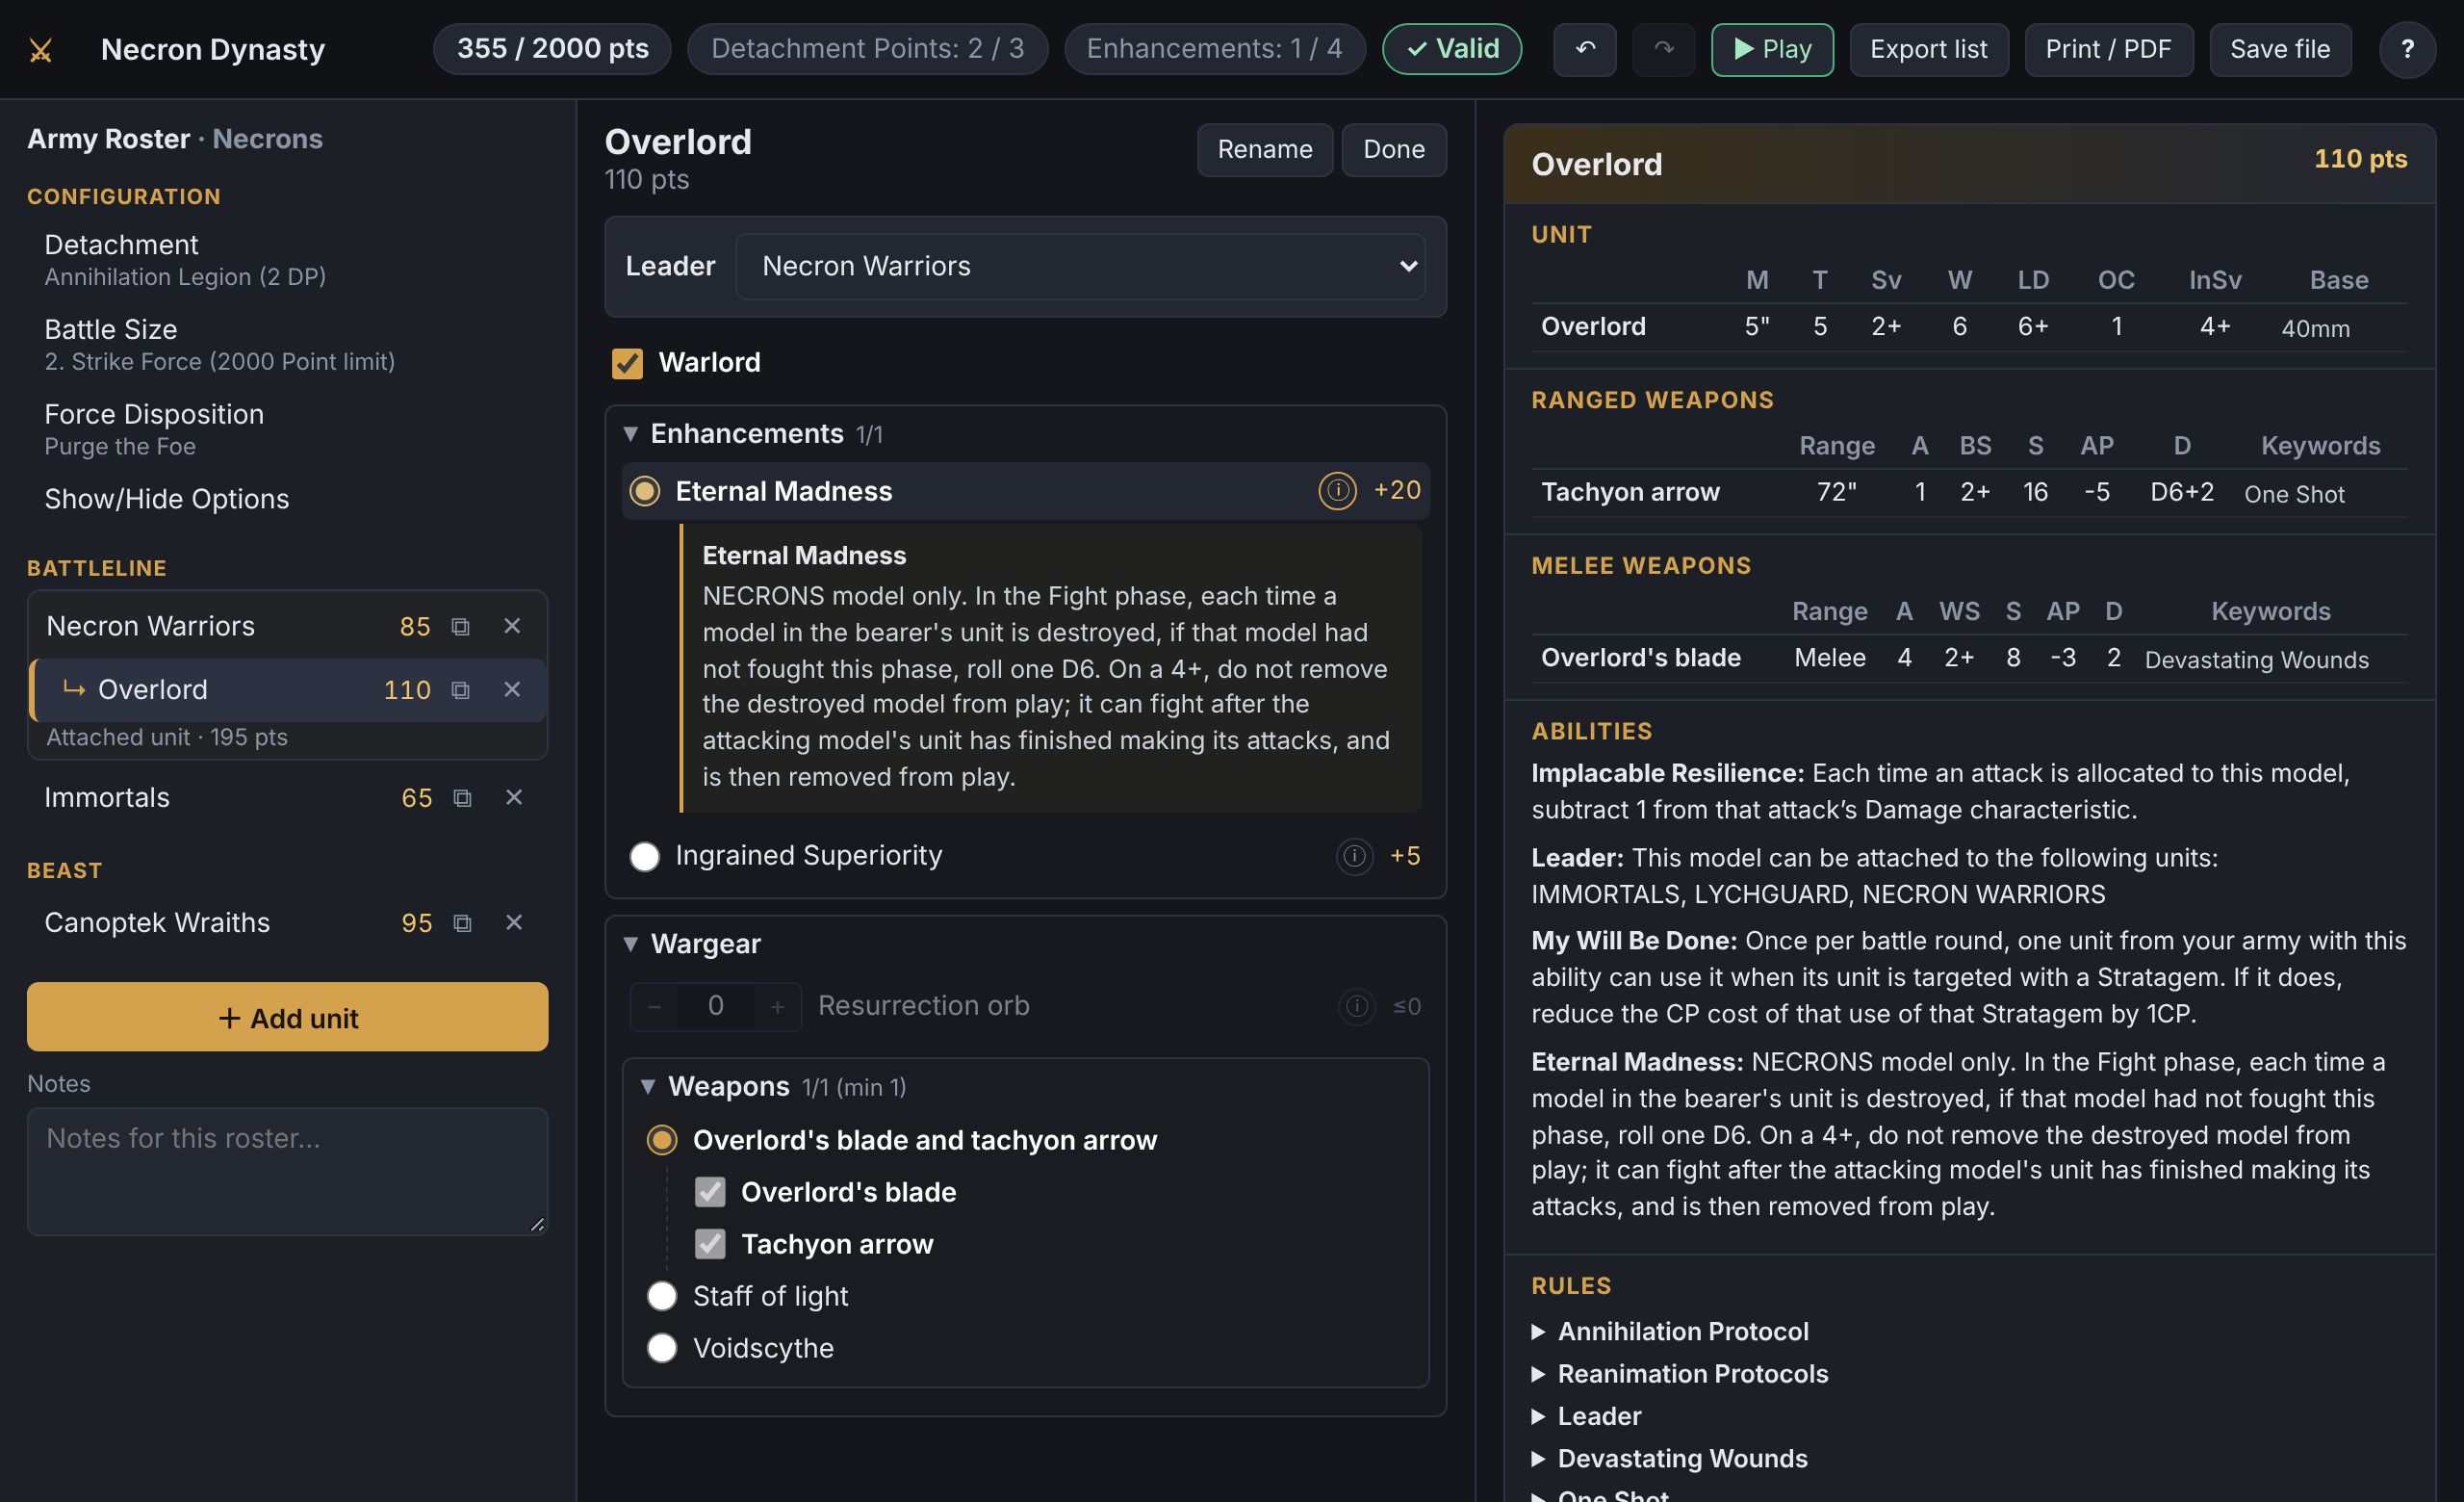 Necron Dynasty
355 / 2000 pts
Detachment Points: 2 / 3
Enhancements: 1 / 4
✓ Valid
↶
↷
▶ Play
Export list
Print / PDF
Save file
?
Army Roster · Necrons
CONFIGURATION
Detachment
Annihilation Legion (2 DP)
Battle Size
2. Strike Force (2000 Point limit)
Force Disposition
Purge the Foe
Show/Hide Options
BATTLELINE
Necron Warriors 85
↳ Overlord 110
Attached unit · 195 pts
Immortals 65
BEAST
Canoptek Wraiths 95
+ Add unit
Notes
Notes for this roster...
Overlord
110 pts
Rename
Done
Leader Necron Warriors
Warlord
▼ Enhancements 1/1
Eternal Madness ⓘ +20
Eternal Madness
NECRONS model only. In the Fight phase, each time a
model in the bearer's unit is destroyed, if that model had
not fought this phase, roll one D6. On a 4+, do not remove
the destroyed model from play; it can fight after the
attacking model's unit has finished making its attacks, and
is then removed from play.
Ingrained Superiority ⓘ +5
▼ Wargear
− 0 + Resurrection orb ⓘ ≤0
▼ Weapons 1/1 (min 1)
Overlord's blade and tachyon arrow
Overlord's blade
Tachyon arrow
Staff of light
Voidscythe
Overlord 110 pts
UNIT
M T Sv W LD OC InSv Base
Overlord 5" 5 2+ 6 6+ 1 4+ 40mm
RANGED WEAPONS
Range A BS S AP D Keywords
Tachyon arrow 72" 1 2+ 16 -5 D6+2 One Shot
MELEE WEAPONS
Range A WS S AP D Keywords
Overlord's blade Melee 4 2+ 8 -3 2 Devastating Wounds
ABILITIES
Implacable Resilience: Each time an attack is allocated to this model,
subtract 1 from that attack’s Damage characteristic.
Leader: This model can be attached to the following units:
IMMORTALS, LYCHGUARD, NECRON WARRIORS
My Will Be Done: Once per battle round, one unit from your army with this
ability can use it when its unit is targeted with a Stratagem. If it does,
reduce the CP cost of that use of that Stratagem by 1CP.
Eternal Madness: NECRONS model only. In the Fight phase, each time a
model in the bearer's unit is destroyed, if that model had not fought this
phase, roll one D6. On a 4+, do not remove the destroyed model from
play; it can fight after the attacking model's unit has finished making its
attacks, and is then removed from play.
RULES
▶ Annihilation Protocol
▶ Reanimation Protocols
▶ Leader
▶ Devastating Wounds
▶ One Shot